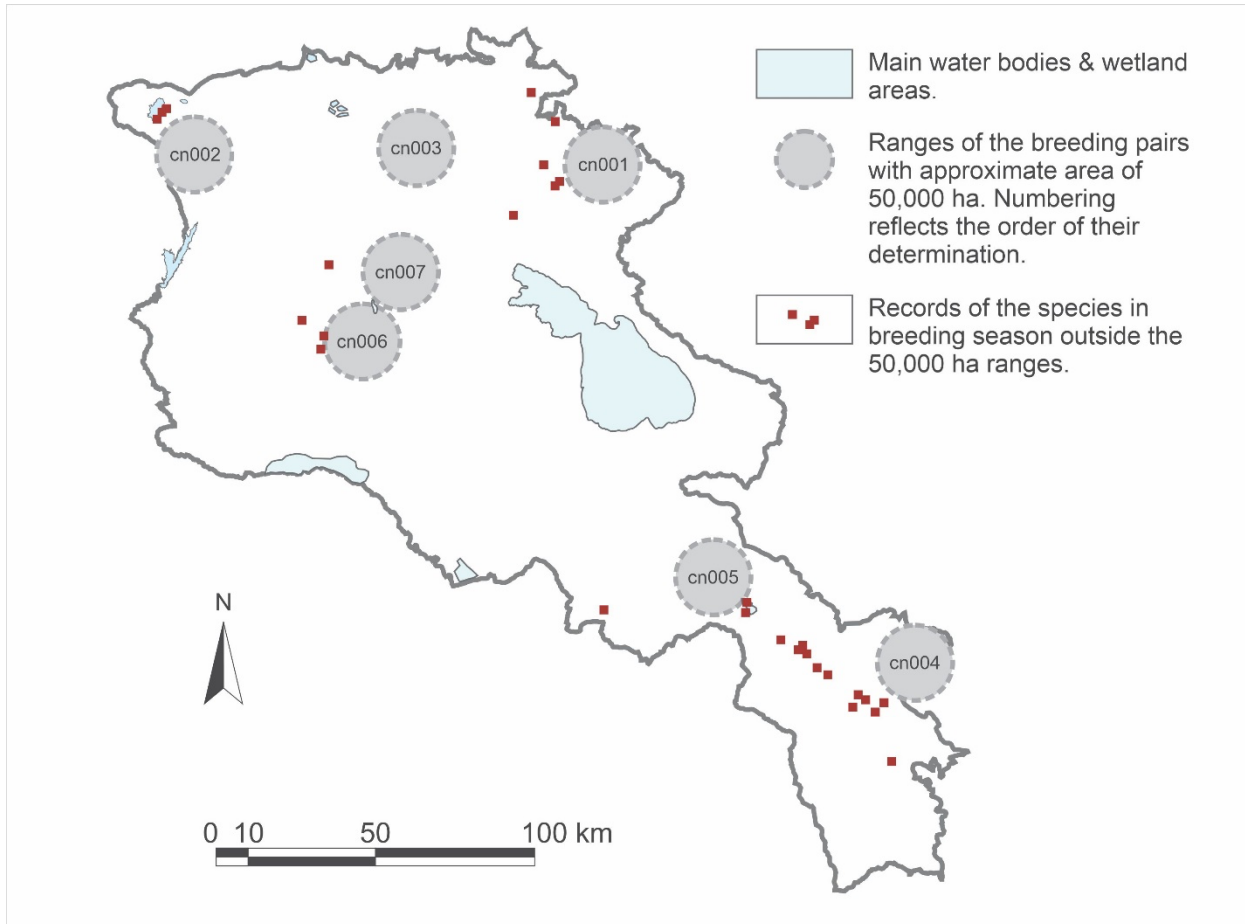 Main water bodies & wetland
areas.
Ranges of the breeding pairs
with approximate area of
50,000 ha. Numbering
reflects the order of their
determination.
Records of the species in
breeding season outside the
50,000 ha ranges.
cn002
cn003
cn001
cn007
cn006
cn005
cn004
N
0 10 50 100 km